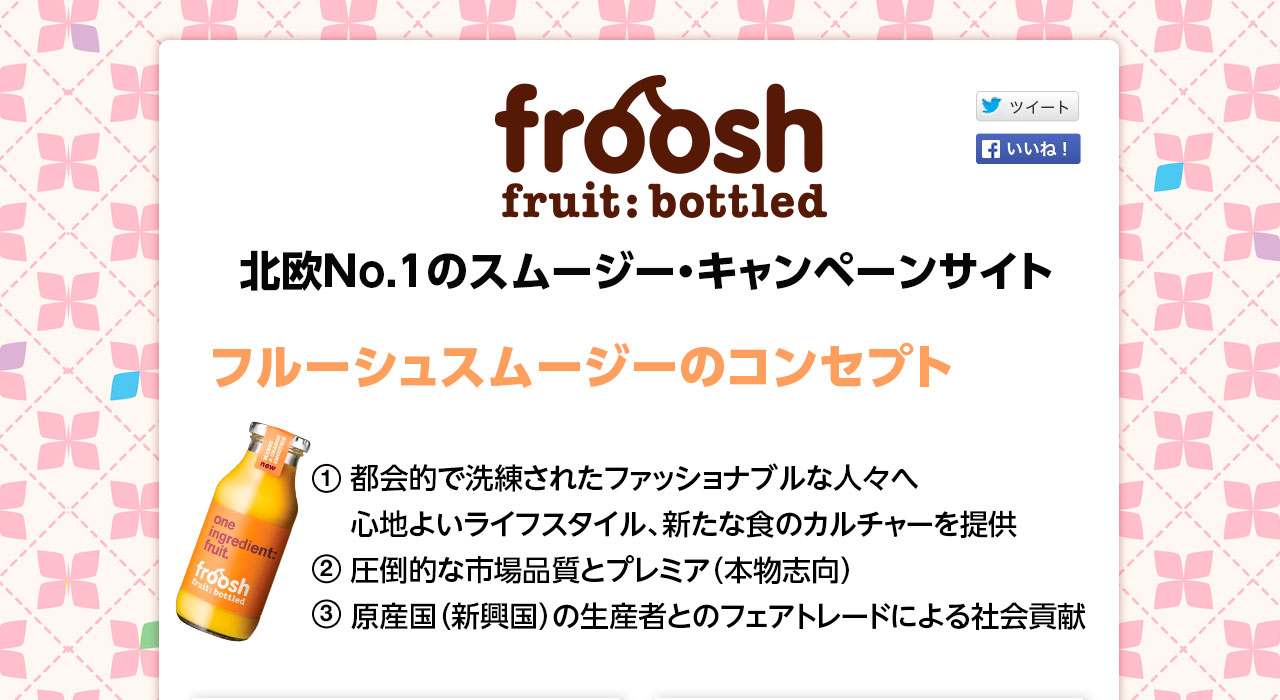 froosh
fruit: bottled
ツイート
いいね！
北欧No.1のスムージー・キャンペーンサイト
フルーシュスムージーのコンセプト
① 都会的で洗練されたファッショナブルな人々へ
心地よいライフスタイル、新たな食のカルチャーを提供
② 圧倒的な市場品質とプレミア（本物志向）
③ 原産国（新興国）の生産者とのフェアトレードによる社会貢献
new
one
ingredient:
fruit.
froosh
fruit: bottled